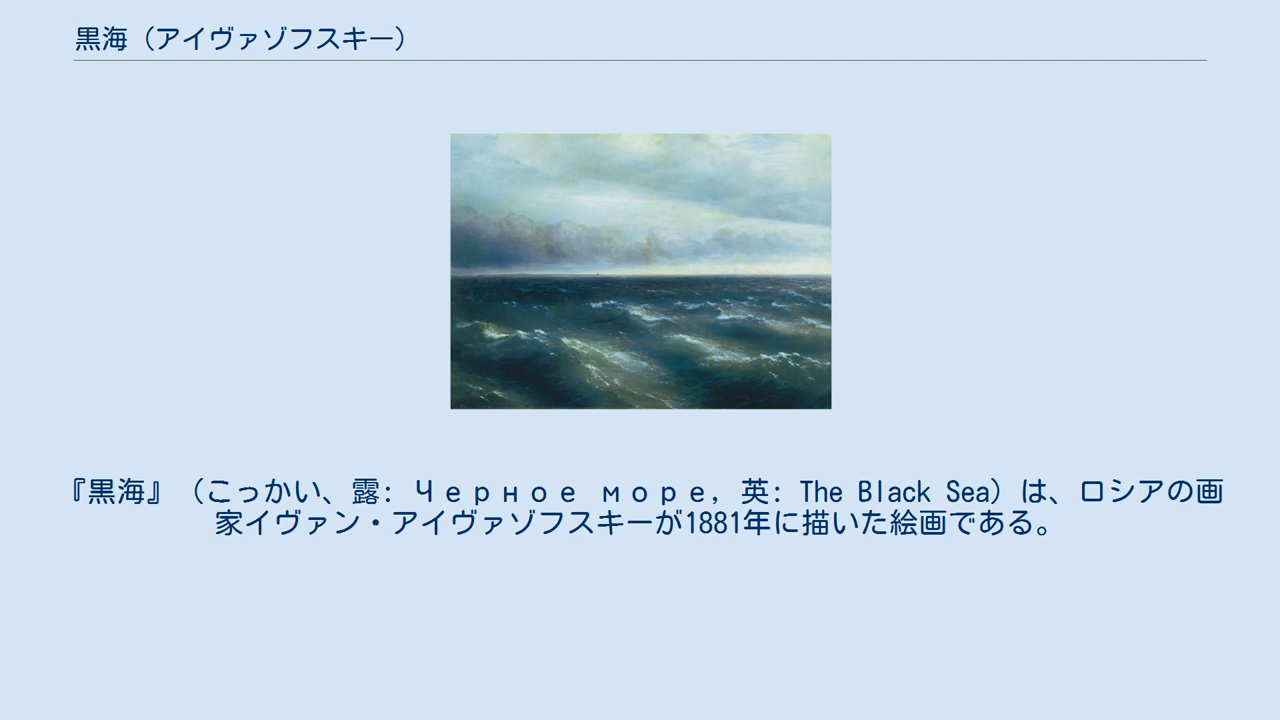 黒海（アイヴァゾフスキー）
『黒海』（こっかい、露: Черное море, 英: The Black Sea）は、ロシアの画
家イヴァン・アイヴァゾフスキーが1881年に描いた絵画である。